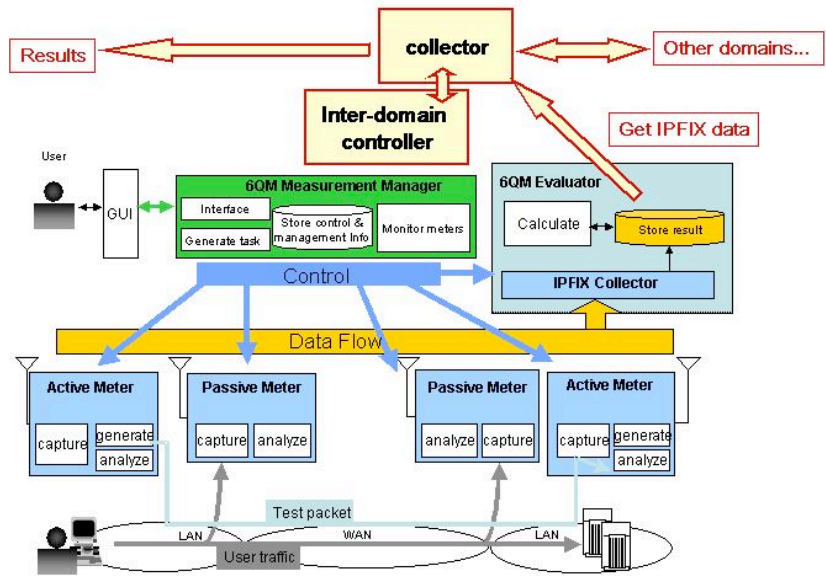 collector
Results
Other domains...
Inter-domain
controller
Get IPFIX data
User
GUI
6QM Measurement Manager
Interface
Generate task
Store control &
management Info
Monitor meters
6QM Evaluator
Calculate
Store result
IPFIX Collector
Control
Data Flow
Active Meter
capture
generate
analyze
Passive Meter
capture
analyze
Passive Meter
analyze
capture
Active Meter
capture
generate
analyze
Test packet
LAN
WAN
LAN
User traffic